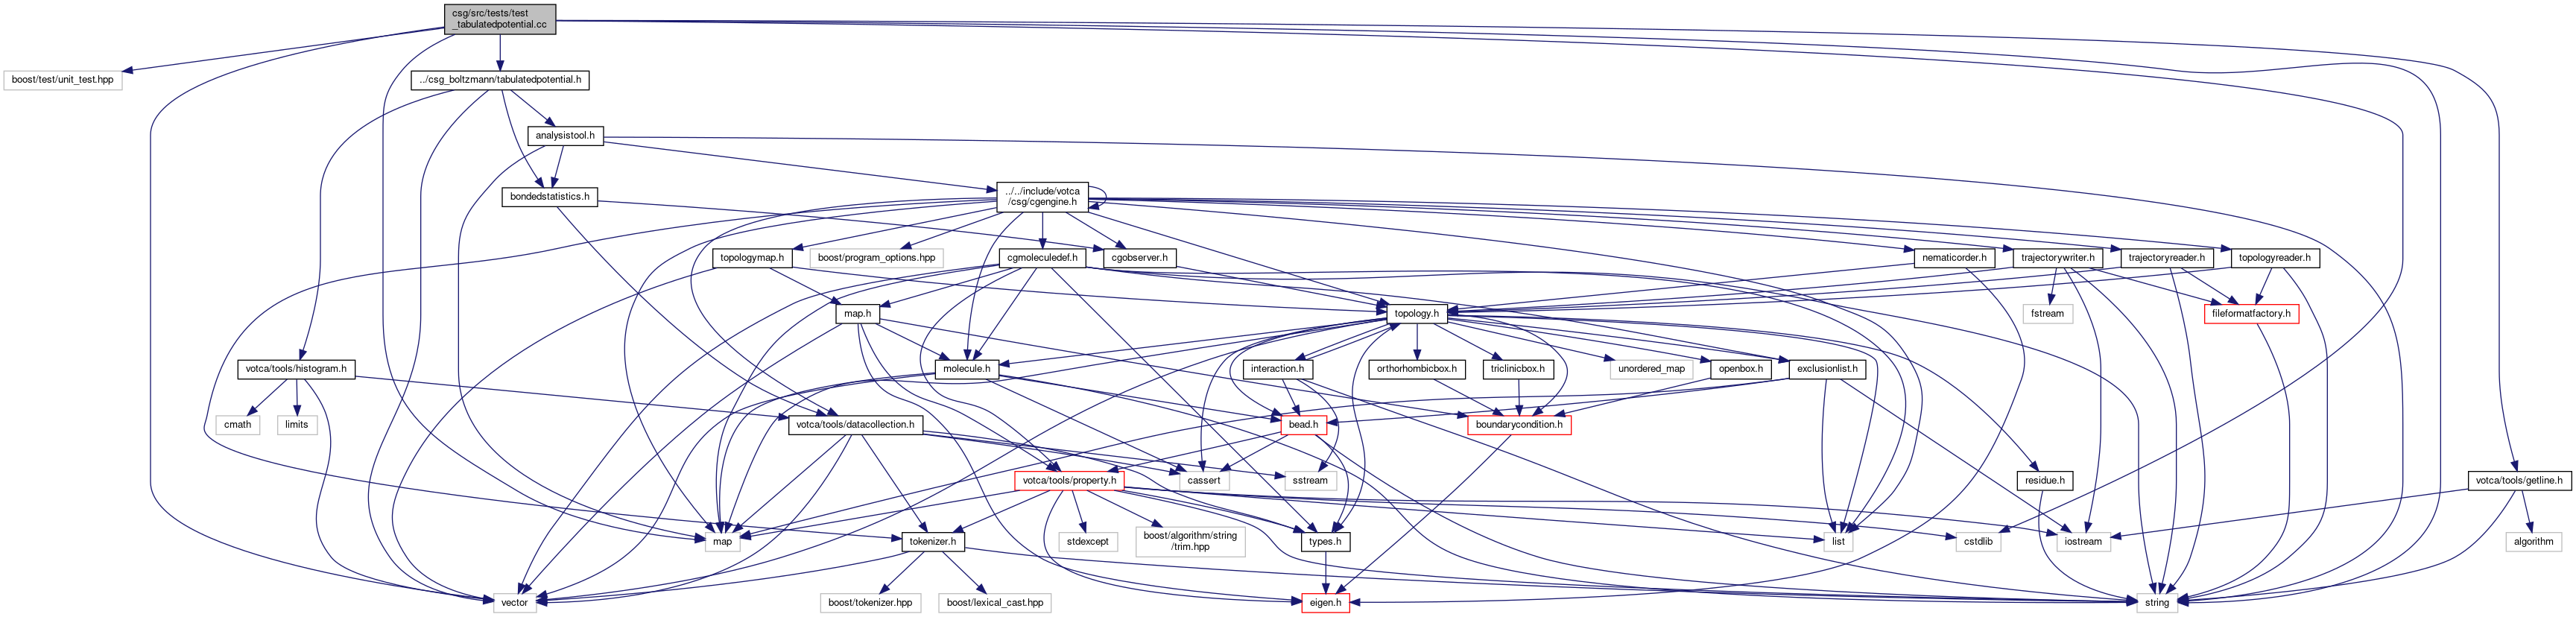 csg/src/tests/test
_tabulatedpotential.cc
boost/test/unit_test.hpp
../csg_boltzmann/tabulatedpotential.h
analysistool.h
bondedstatistics.h
../../include/votca
/csg/cgengine.h
topologymap.h
boost/program_options.hpp
cgmoleculedef.h
cgobserver.h
nematicorder.h
trajectorywriter.h
trajectoryreader.h
topologyreader.h
map.h
topology.h
fstream
fileformatfactory.h
votca/tools/histogram.h
molecule.h
interaction.h
orthorhombicbox.h
triclinicbox.h
unordered_map
openbox.h
exclusionlist.h
cmath
limits
votca/tools/datacollection.h
bead.h
boundarycondition.h
votca/tools/property.h
cassert
sstream
residue.h
votca/tools/getline.h
map
tokenizer.h
stdexcept
boost/algorithm/string
/trim.hpp
types.h
list
cstdlib
iostream
algorithm
vector
boost/tokenizer.hpp
boost/lexical_cast.hpp
eigen.h
string